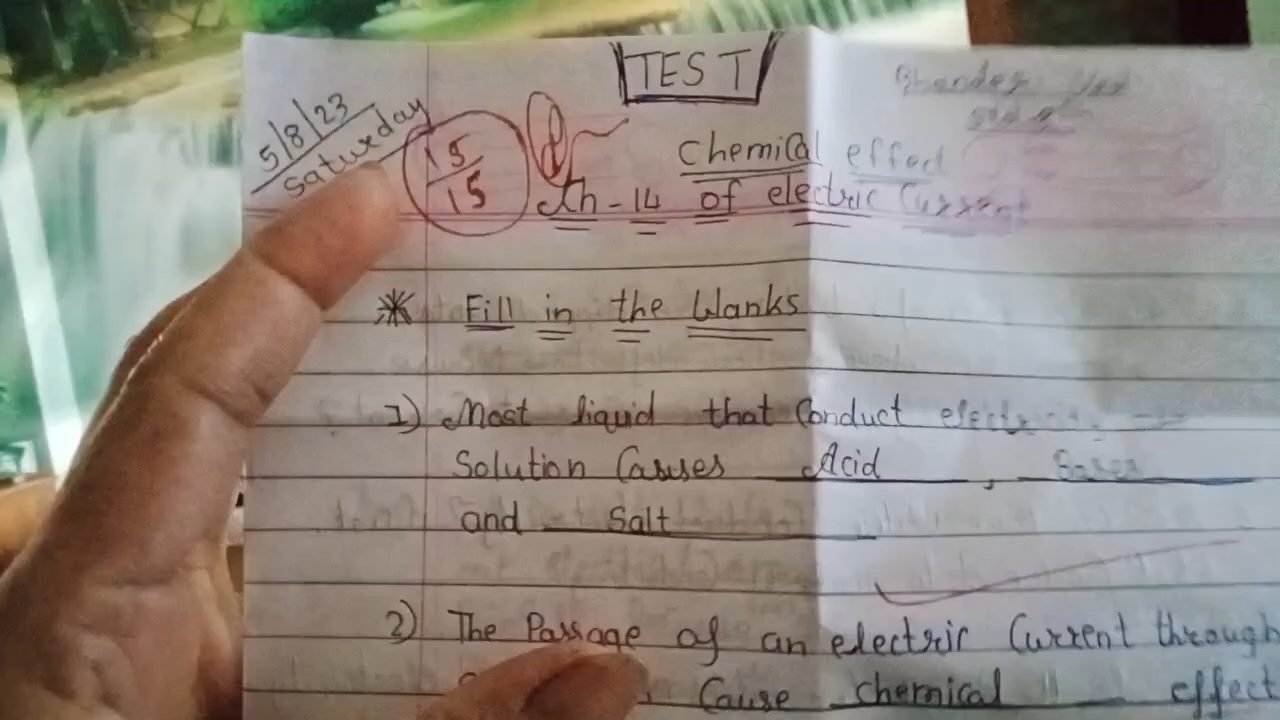 TEST
5/8/23
Saturday
15
15
Chemical effect
Ch-14 of electric Current
* Fill in the blanks
1) Most liquid that Conduct
Solution Causes Acid , Bases
and Salt
2) The Passage of an electric Current through
Cause chemical effect